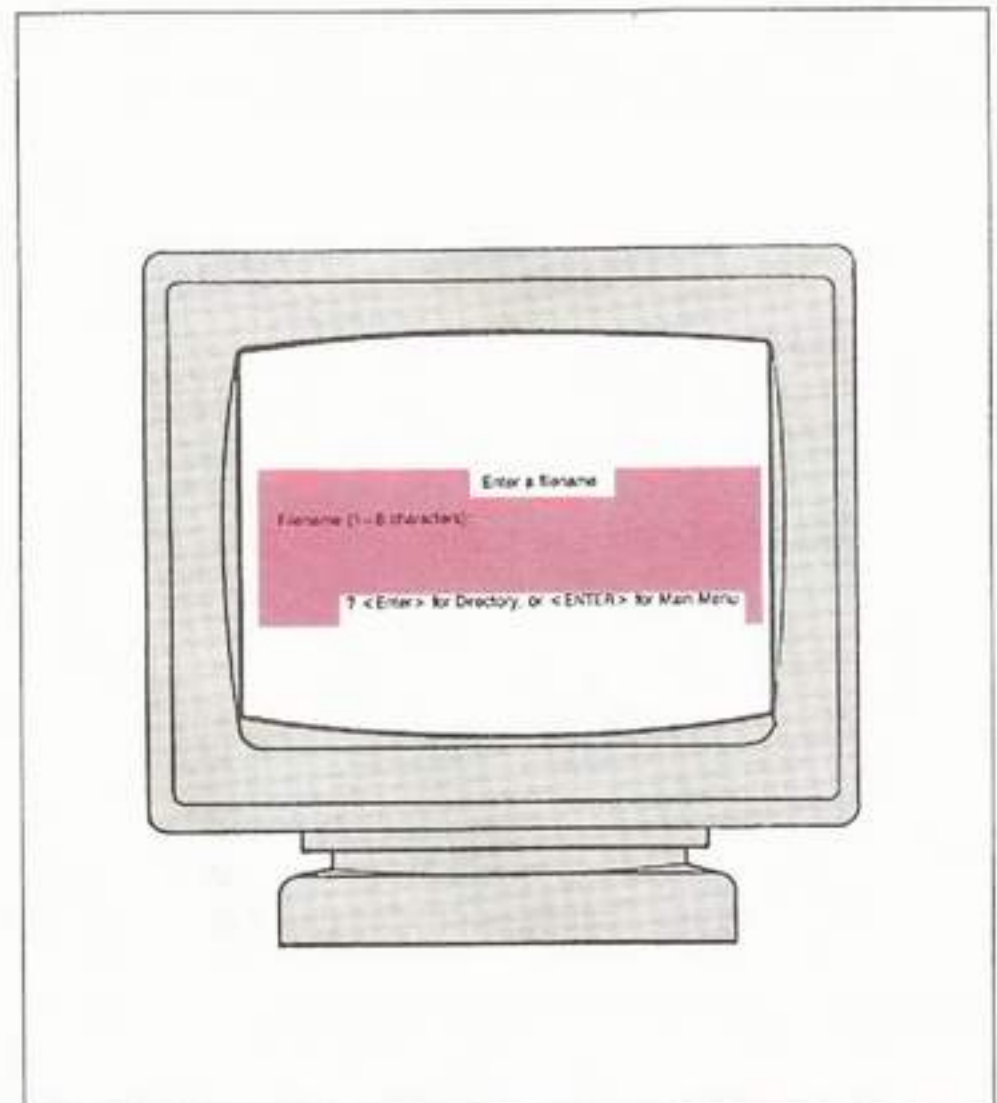 Enter a filename
Filename (1 - 8 characters):
? <Enter> for Directory, or <ENTER> for Main Menu